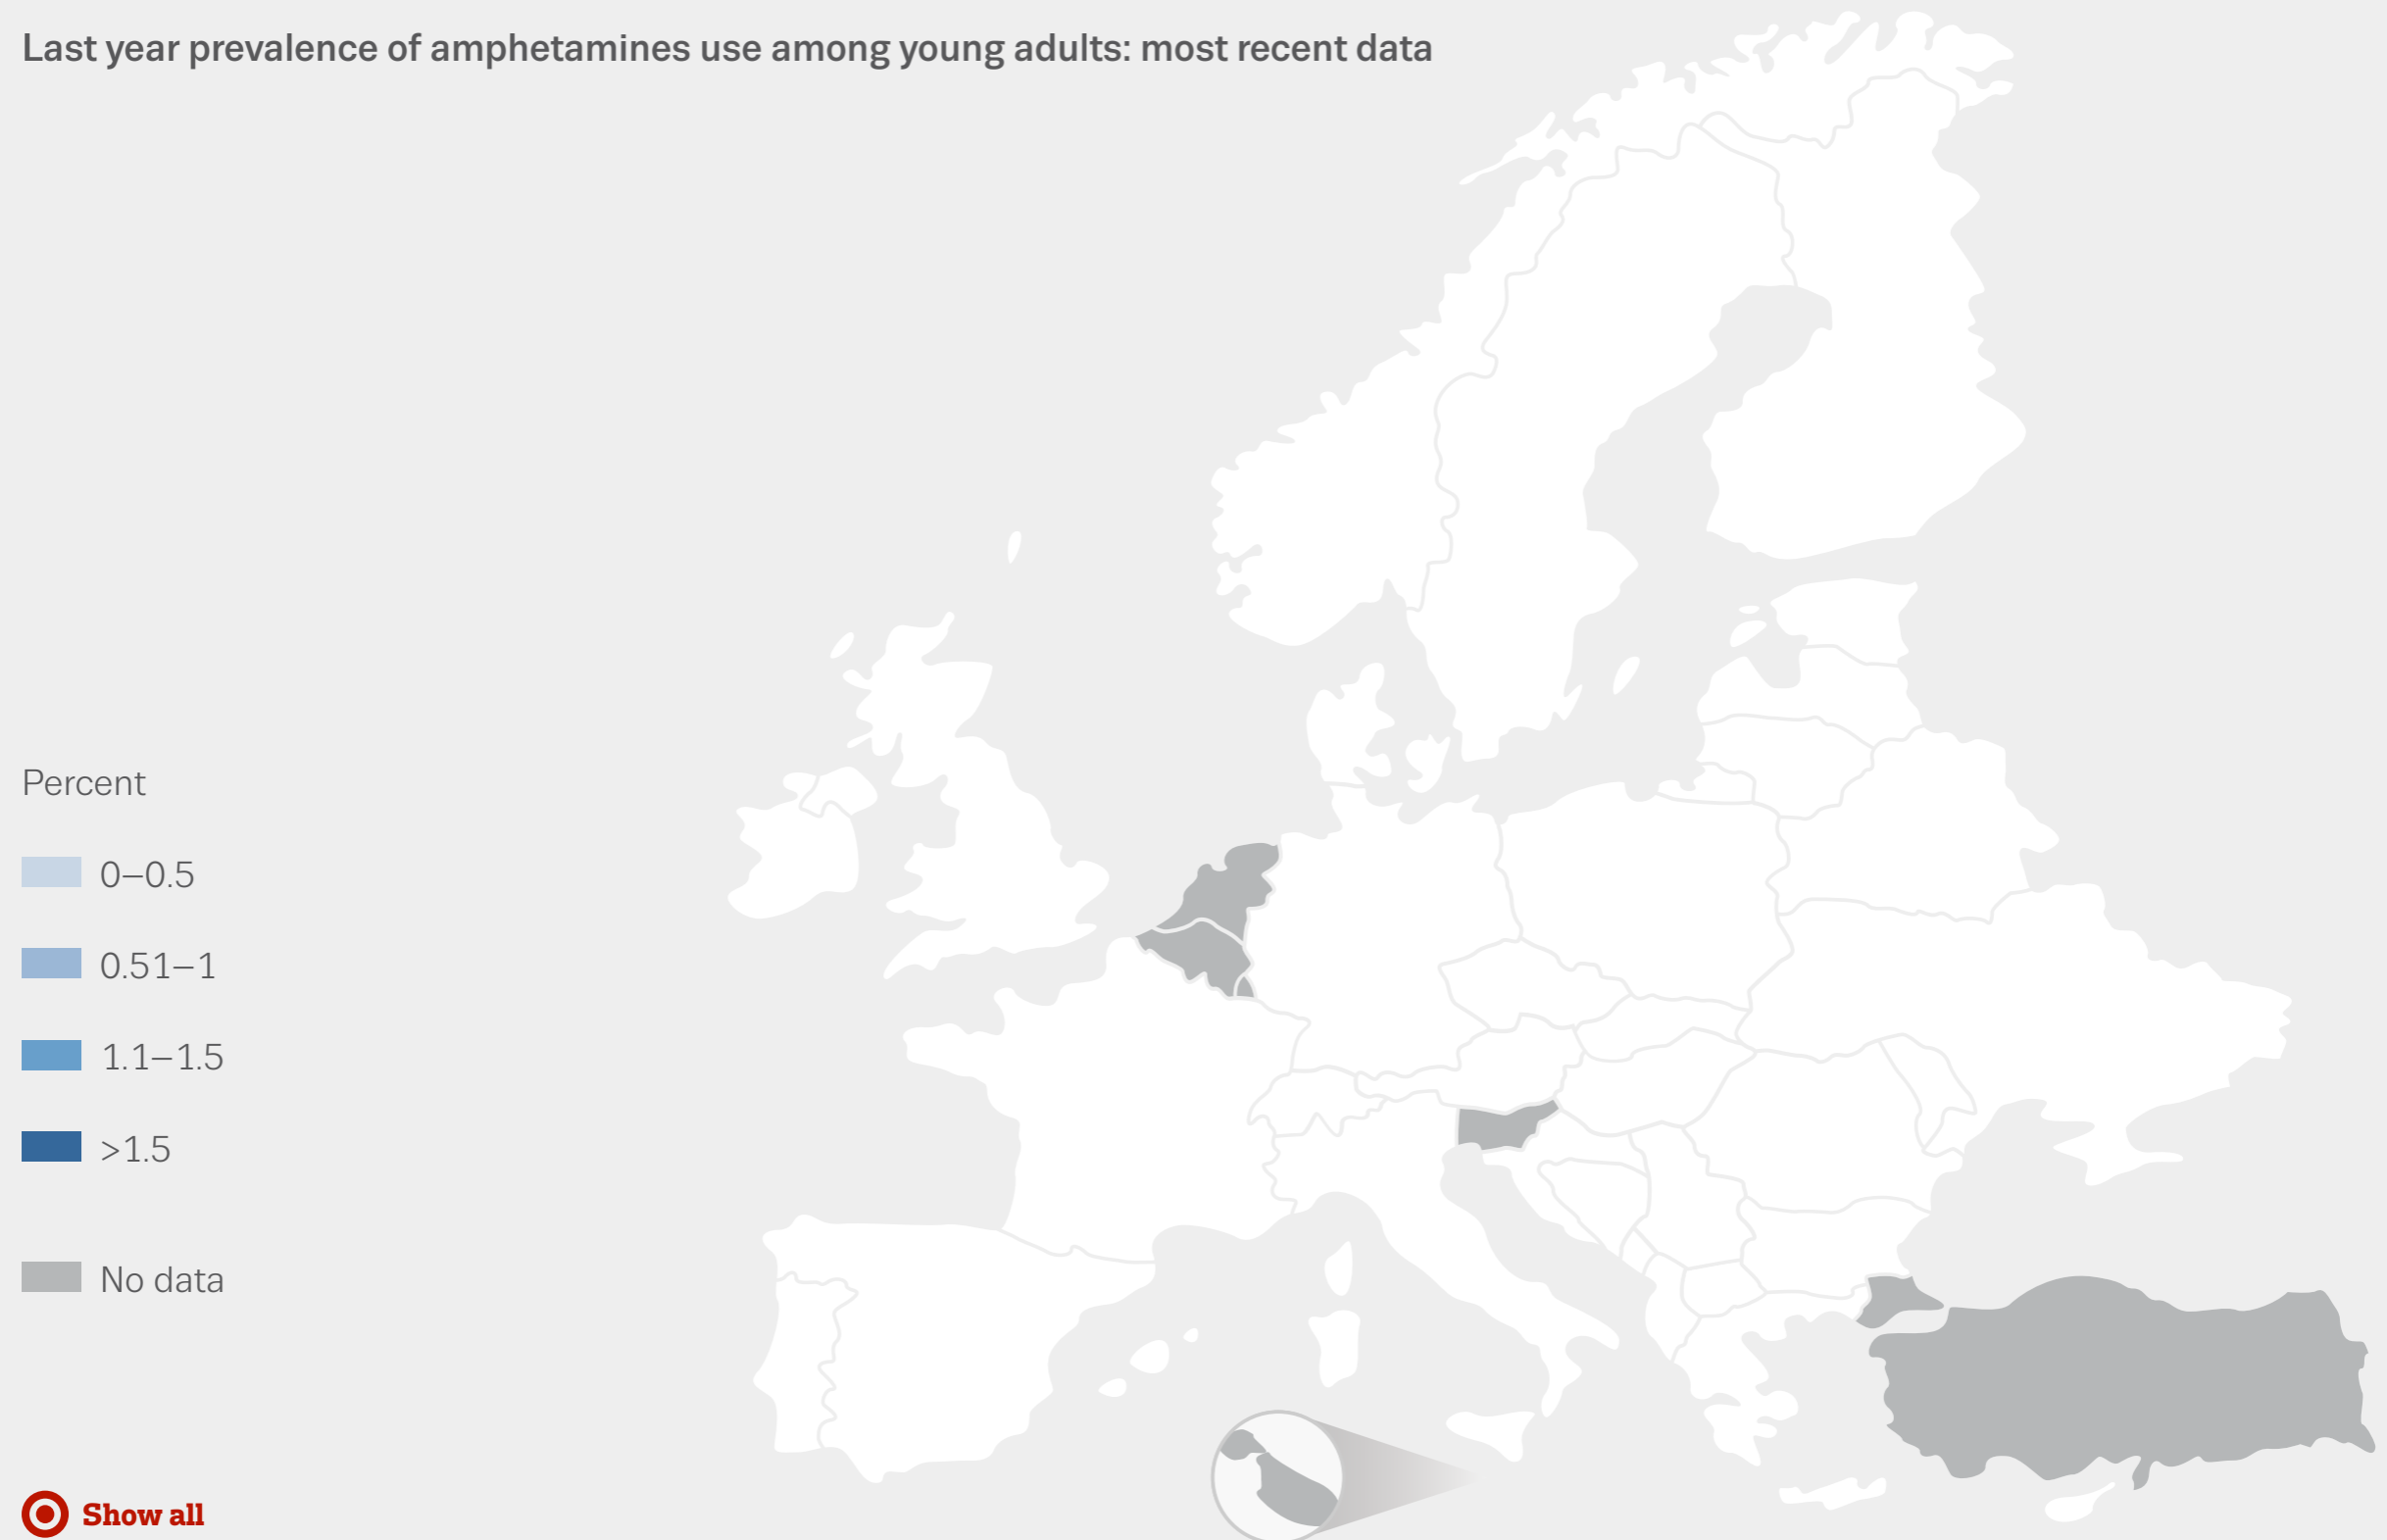 Last year prevalence of amphetamines use among young adults: most recent data
Percent
0–0.5
0.51–1
1.1–1.5
>1.5
No data
Show all